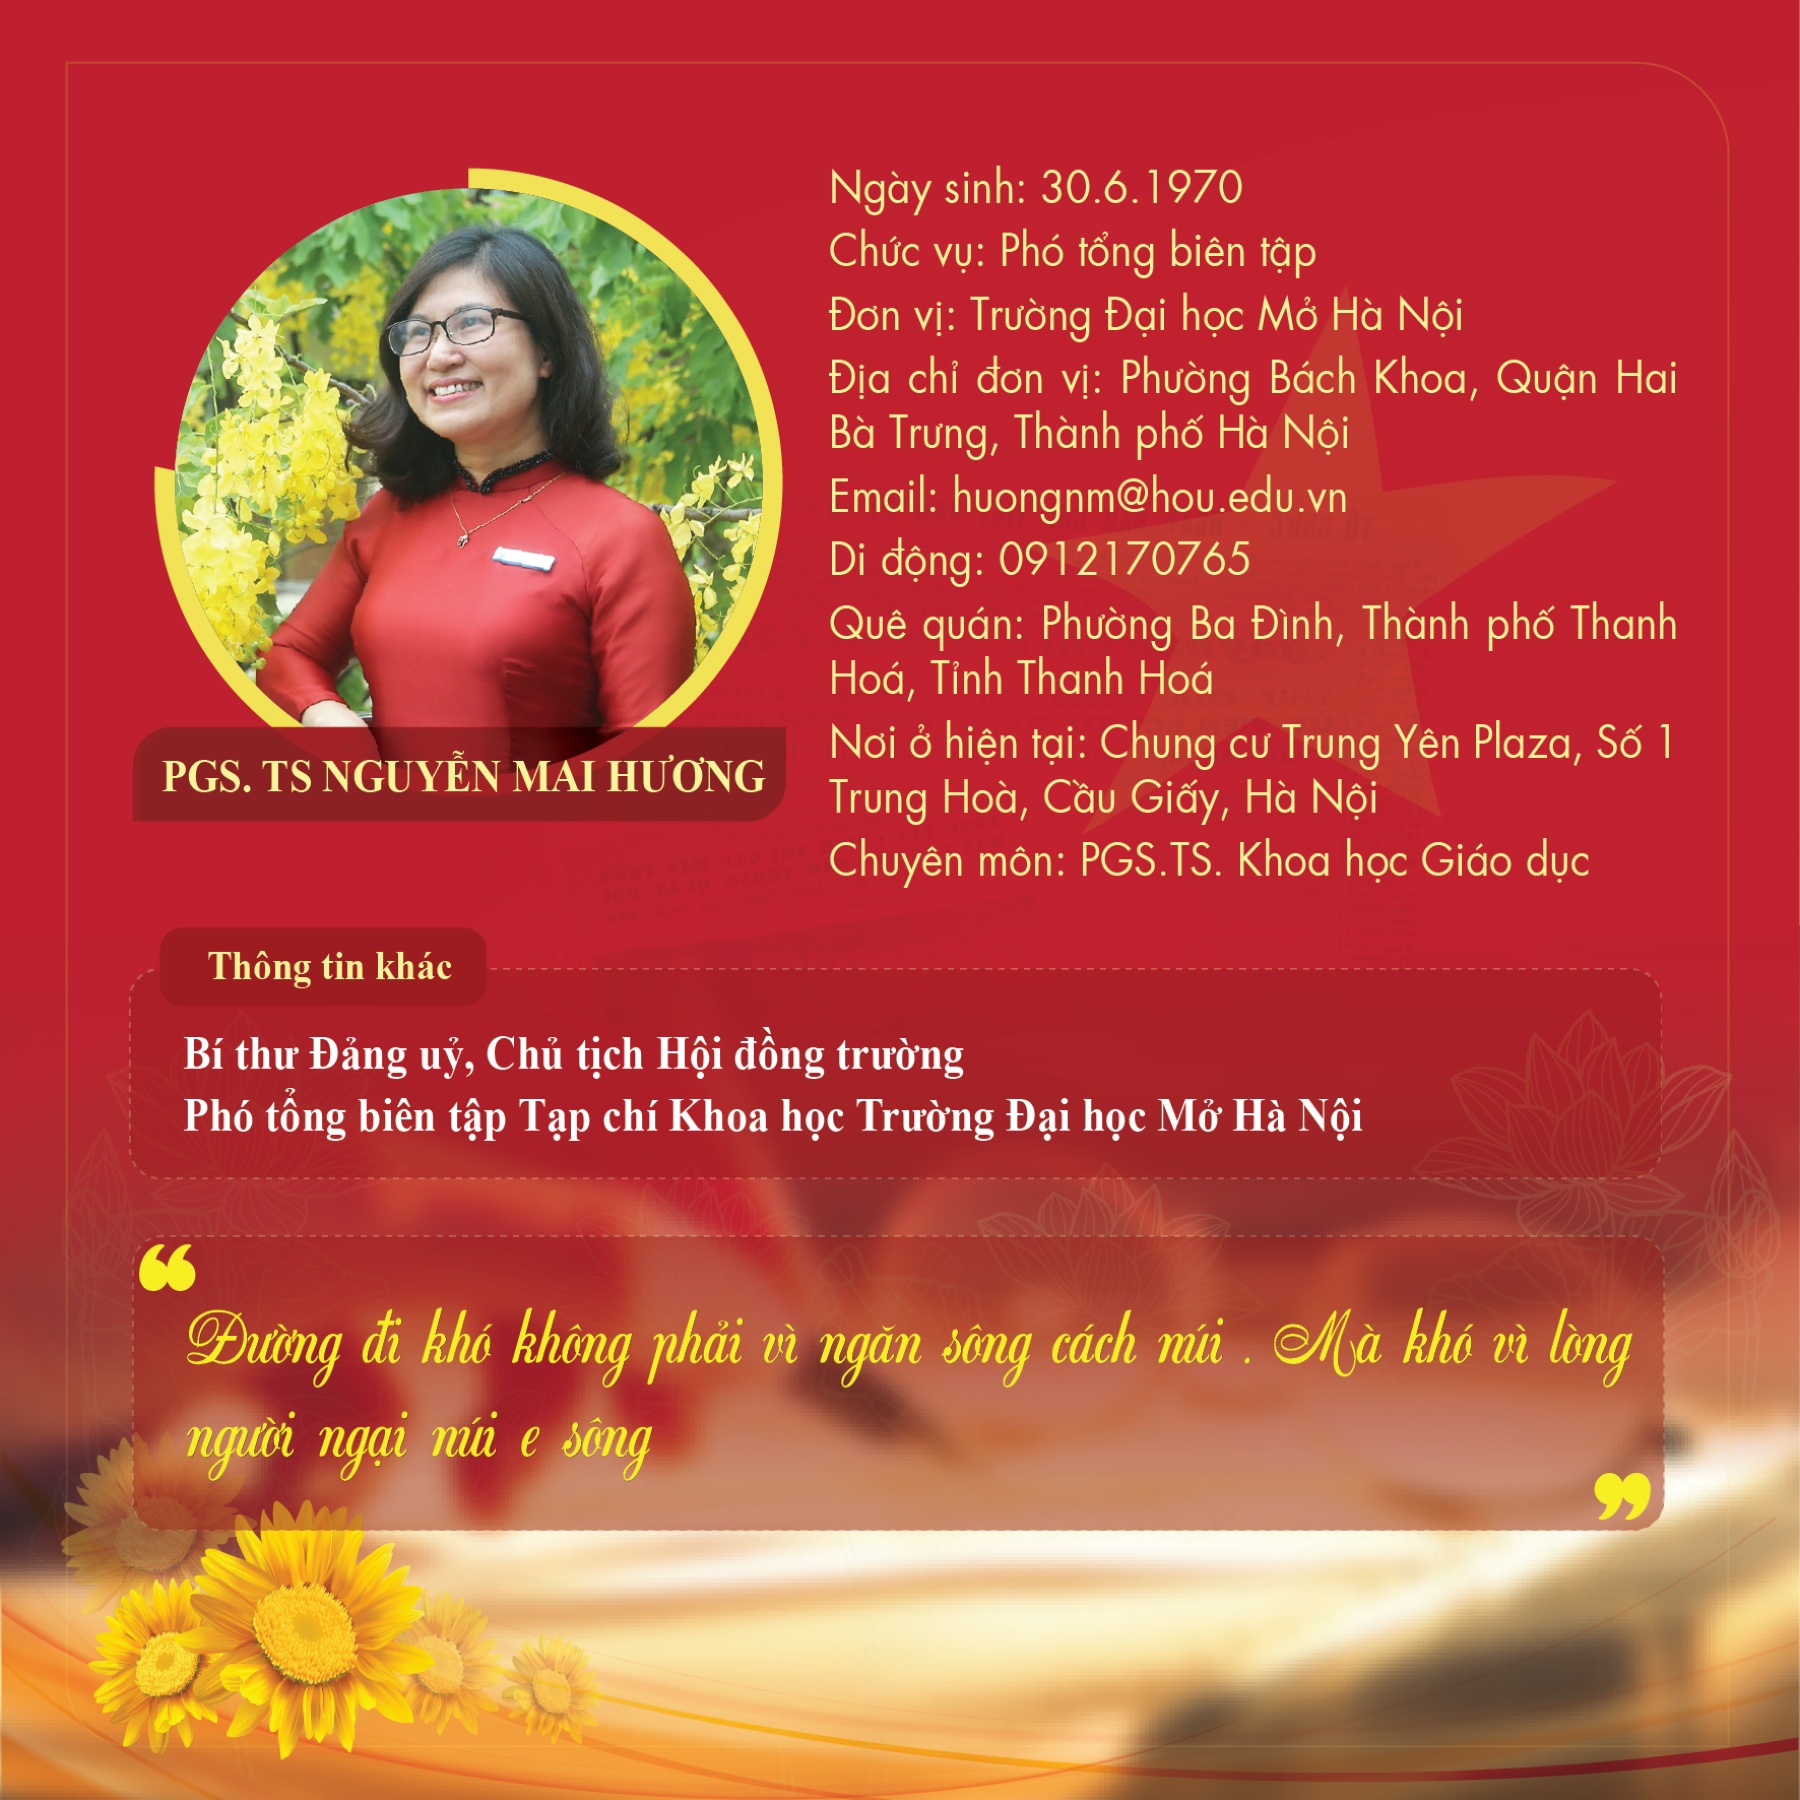 Ngày sinh: 30.6.1970
Chức vụ: Phó tổng biên tập
Đơn vị: Trường Đại học Mở Hà Nội
Địa chỉ đơn vị: Phường Bách Khoa, Quận Hai
Bà Trưng, Thành phố Hà Nội
Email: huongnm@hou.edu.vn
Di động: 0912170765
Quê quán: Phường Ba Đình, Thành phố Thanh
Hoá, Tỉnh Thanh Hoá
Nơi ở hiện tại: Chung cư Trung Yên Plaza, Số 1
Trung Hoà, Cầu Giấy, Hà Nội
Chuyên môn: PGS.TS. Khoa học Giáo dục
PGS. TS NGUYỄN MAI HƯƠNG
Thông tin khác
Bí thư Đảng uỷ, Chủ tịch Hội đồng trường
Phó tổng biên tập Tạp chí Khoa học Trường Đại học Mở Hà Nội
“
Đường đi khó không phải vì ngăn sông cách núi . Mà khó vì lòng
người ngại núi e sông
”